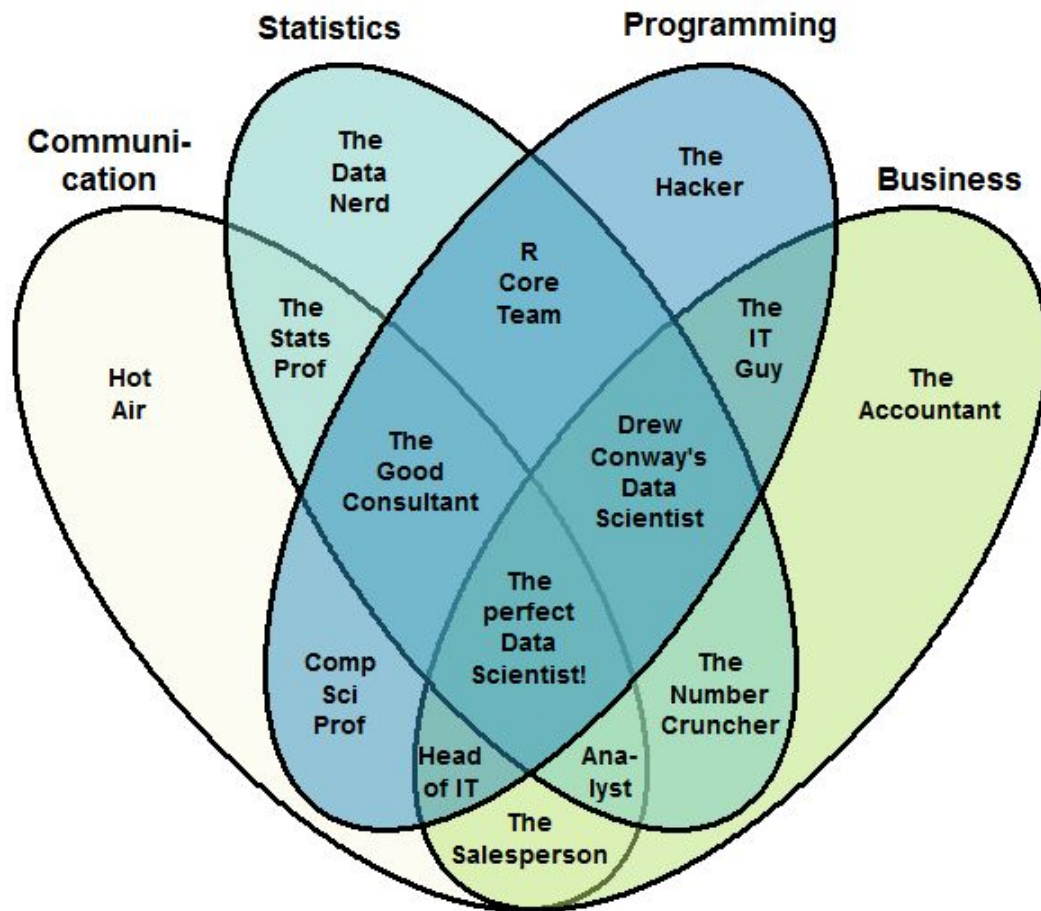 Statistics
Programming
Communi-
cation
Business
The
Data
Nerd
The
Hacker
R
Core
Team
The
Stats
Prof
The
IT
Guy
Hot
Air
The
Accountant
The
Good
Consultant
Drew
Conway's
Data
Scientist
The
perfect
Data
Scientist!
Comp
Sci
Prof
The
Number
Cruncher
Head
of IT
Ana-
lyst
The
Salesperson